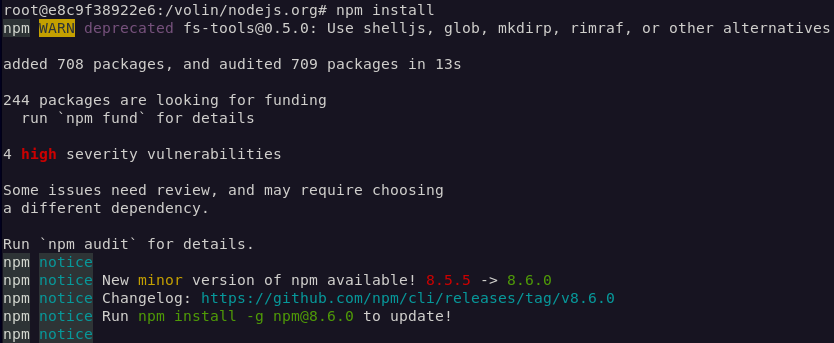 root@e8c9f38922e6:/volin/nodejs.org# npm install
npm WARN deprecated fs-tools@0.5.0: Use shelljs, glob, mkdirp, rimraf, or other alternatives
added 708 packages, and audited 709 packages in 13s
244 packages are looking for funding
  run `npm fund` for details
4 high severity vulnerabilities
Some issues need review, and may require choosing
a different dependency.
Run `npm audit` for details.
npm notice
npm notice New minor version of npm available! 8.5.5 -> 8.6.0
npm notice Changelog: https://github.com/npm/cli/releases/tag/v8.6.0
npm notice Run npm install -g npm@8.6.0 to update!
npm notice